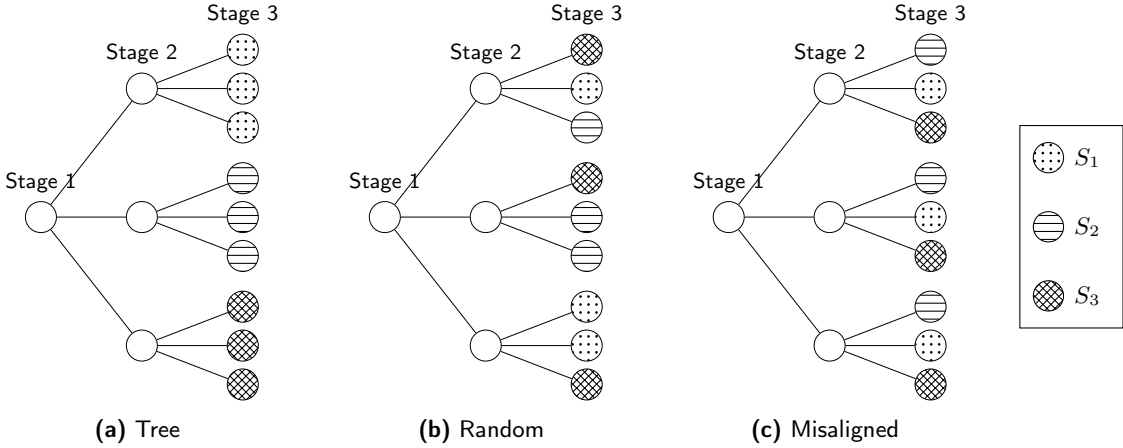 Stage 3
Stage 2
Stage 1
(a) Tree
Stage 3
Stage 2
Stage 1
(b) Random
Stage 3
Stage 2
Stage 1
(c) Misaligned
S₁
S₂
S₃